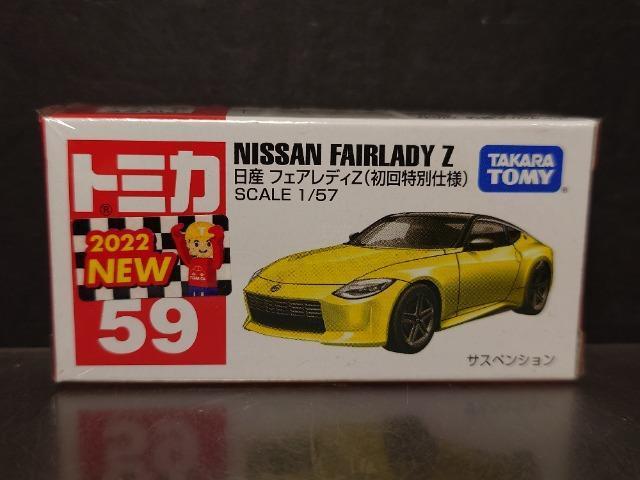 トミカ
®
2022
NEW
TOMICA
59
NISSAN FAIRLADY Z
日産 フェアレディZ(初回特別仕様)
SCALE 1/57
TAKARA
TOMY
®
サスペンション